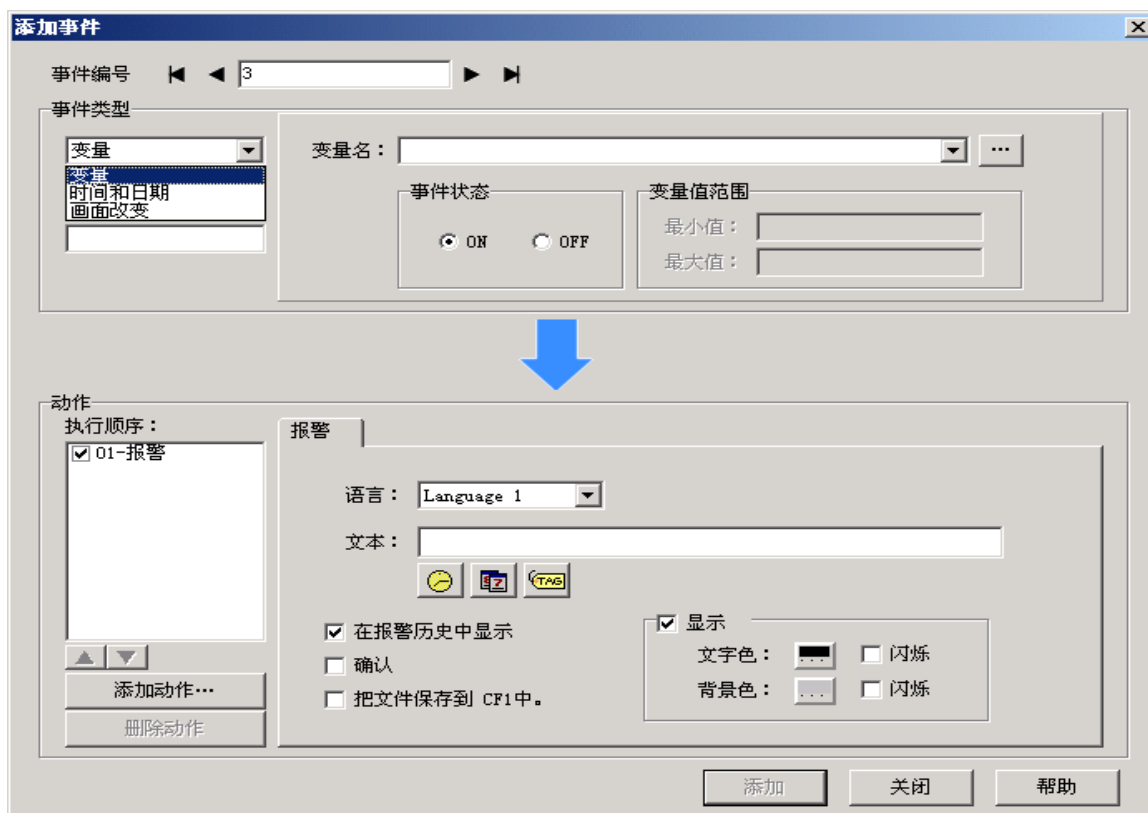 添加事件
事件编号 3
事件类型
变量
变量
时间和日期
画面改变
变量名：
...
事件状态
ON OFF
变量值范围
最小值：
最大值：
动作
执行顺序：
01-报警
添加动作…
删除动作
报警
语言： Language 1
文本：
TAG
在报警历史中显示
确认
把文件保存到 CF1中。
显示
文字色： ... 闪烁
背景色： ... 闪烁
添加 关闭 帮助